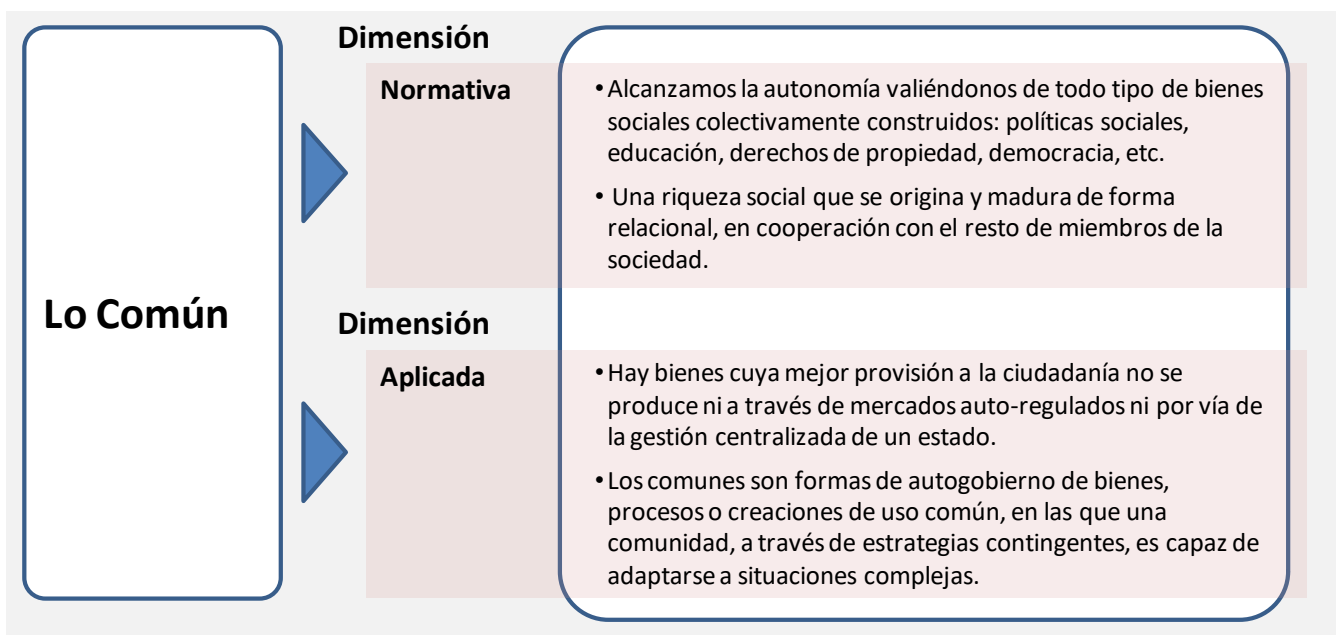 Lo Común
Dimensión
Normativa
• Alcanzamos la autonomía valiéndonos de todo tipo de bienes
sociales colectivamente construidos: políticas sociales,
educación, derechos de propiedad, democracia, etc.
• Una riqueza social que se origina y madura de forma
relacional, en cooperación con el resto de miembros de la
sociedad.
Dimensión
Aplicada
• Hay bienes cuya mejor provisión a la ciudadanía no se
produce ni a través de mercados auto-regulados ni por vía de
la gestión centralizada de un estado.
• Los comunes son formas de autogobierno de bienes,
procesos o creaciones de uso común, en las que una
comunidad, a través de estrategias contingentes, es capaz de
adaptarse a situaciones complejas.